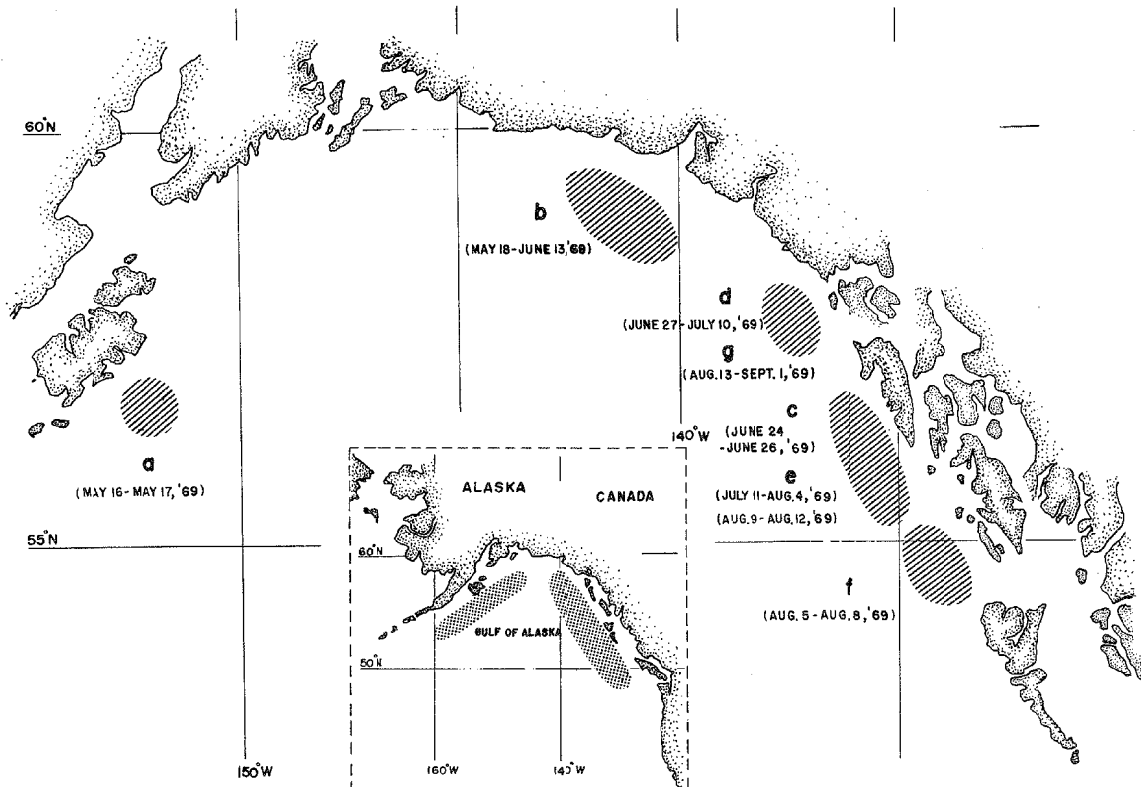 60°N
b
(MAY 18-JUNE 13,'69)
d
(JUNE 27-JULY 10,'69)
g
(AUG.13-SEPT. 1,'69)
c
140°W
(JUNE 24
-JUNE 26, '69)
a
(MAY 16-MAY 17,'69)
e
(JULY 11-AUG.4,'69)
(AUG.9-AUG.12,'69)
55°N
f
(AUG. 5-AUG. 8,'69)
150°W
ALASKA
CANADA
60°N
GULF OF ALASKA
50°N
160°W
140°W